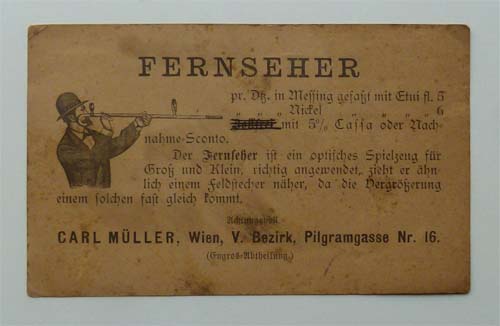 FERNSEHER
pr. Dtz. in Messing gefaßt mit Etui fl. 5
„ „ „ Nickel „ „ „ „ 6
mit 5% Cassa oder Nach-
nahme-Sconto.
Der Fernseher ist ein optisches Spielzeug für
Groß und Klein, richtig angewendet, zieht er ähn-
lich einem Feldstecher näher, da die Vergrößerung
einem solchen fast gleich kommt.
Achtungsvoll
CARL MÜLLER, Wien, V. Bezirk, Pilgramgasse Nr. 16.
(Engros-Abtheilung.)